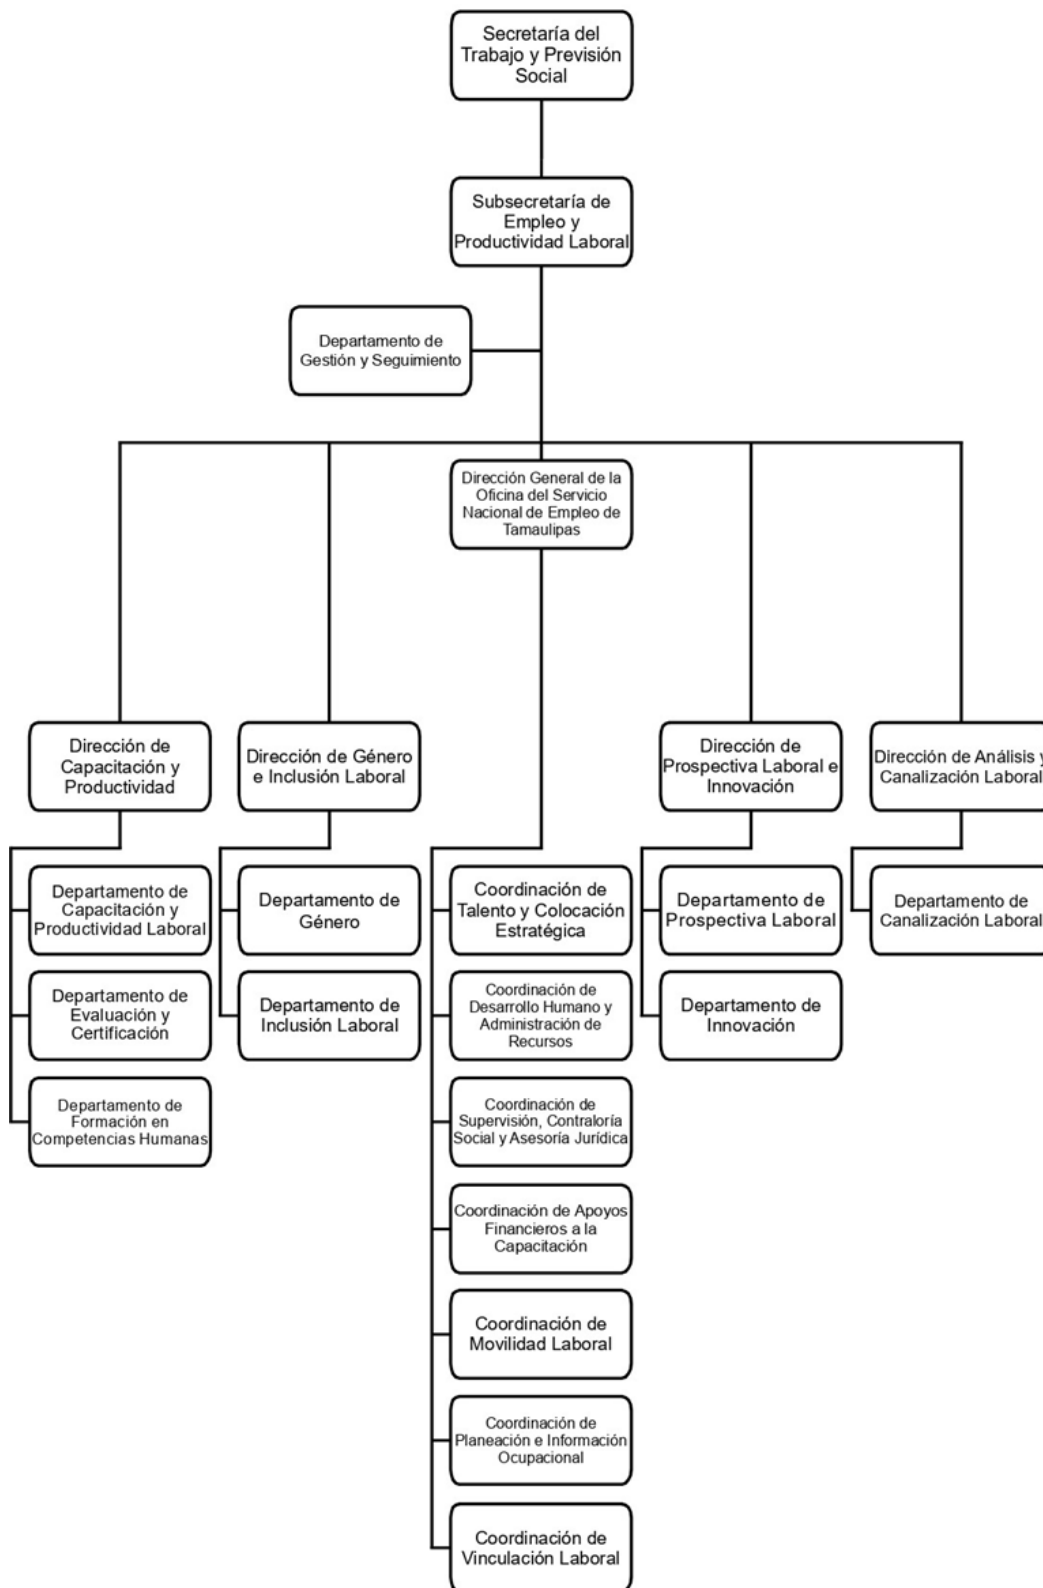 Secretaría del
Trabajo y Previsión
Social
Subsecretaría de
Empleo y
Productividad Laboral
Departamento de
Gestión y Seguimiento
Dirección General de la
Oficina del Servicio
Nacional de Empleo de
Tamaulipas
Dirección de
Capacitación y
Productividad
Dirección de Género
e Inclusión Laboral
Dirección de
Prospectiva Laboral e
Innovación
Dirección de Análisis y
Canalización Laboral
Departamento de
Capacitación y
Productividad Laboral
Departamento de
Género
Coordinación de
Talento y Colocación
Estratégica
Departamento de
Prospectiva Laboral
Departamento de
Canalización Laboral
Departamento de
Evaluación y
Certificación
Departamento de
Inclusión Laboral
Coordinación de
Desarrollo Humano y
Administración de
Recursos
Departamento de
Innovación
Departamento de
Formación en
Competencias Humanas
Coordinación de
Supervisión, Contraloría
Social y Asesoría Jurídica
Coordinación de Apoyos
Financieros a la
Capacitación
Coordinación de
Movilidad Laboral
Coordinación de
Planeación e Información
Ocupacional
Coordinación de
Vinculación Laboral